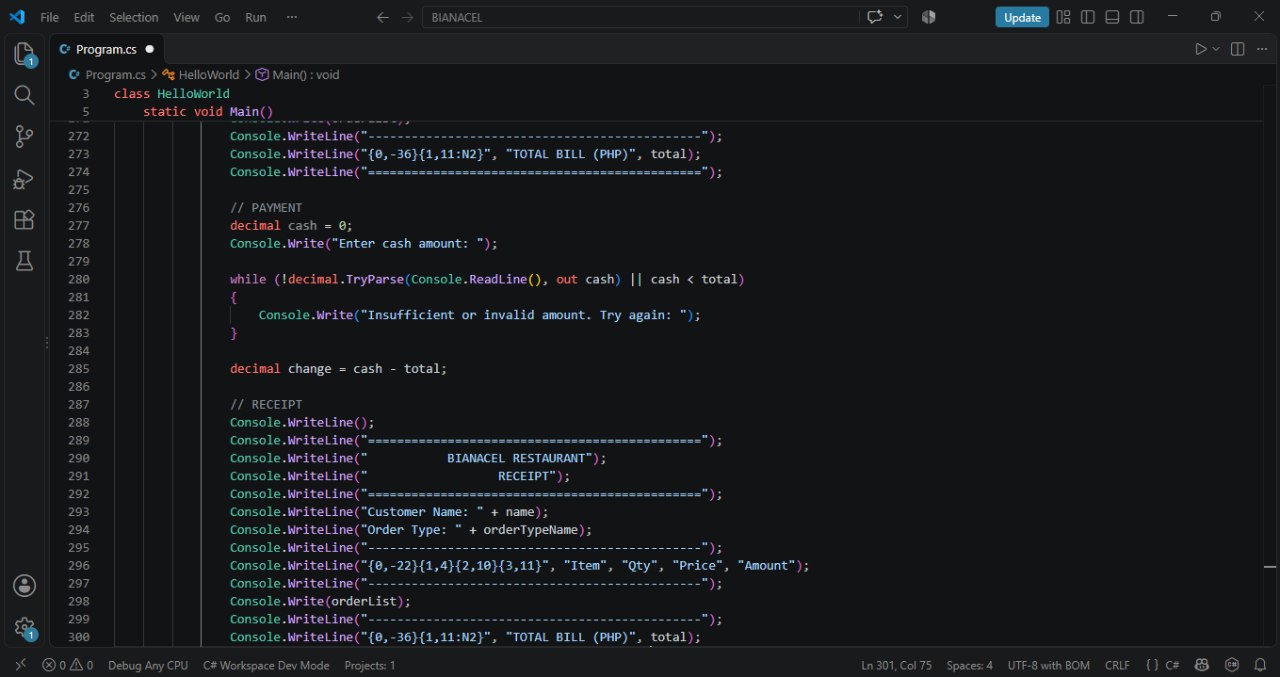 File Edit Selection View Go Run ··· BIANACEL Update
Program.cs
Program.cs > HelloWorld > Main() : void
3 class HelloWorld
5 static void Main()
272 Console.WriteLine("----------------------------------------------");
273 Console.WriteLine("{0,-36}{1,11:N2}", "TOTAL BILL (PHP)", total);
274 Console.WriteLine("==============================================");
275
276 // PAYMENT
277 decimal cash = 0;
278 Console.Write("Enter cash amount: ");
279
280 while (!decimal.TryParse(Console.ReadLine(), out cash) || cash < total)
281 {
282 Console.Write("Insufficient or invalid amount. Try again: ");
283 }
284
285 decimal change = cash - total;
286
287 // RECEIPT
288 Console.WriteLine();
289 Console.WriteLine("==============================================");
290 Console.WriteLine("           BIANACEL RESTAURANT");
291 Console.WriteLine("                  RECEIPT");
292 Console.WriteLine("==============================================");
293 Console.WriteLine("Customer Name: " + name);
294 Console.WriteLine("Order Type: " + orderTypeName);
295 Console.WriteLine("----------------------------------------------");
296 Console.WriteLine("{0,-22}{1,4}{2,10}{3,11}", "Item", "Qty", "Price", "Amount");
297 Console.WriteLine("----------------------------------------------");
298 Console.Write(orderList);
299 Console.WriteLine("----------------------------------------------");
300 Console.WriteLine("{0,-36}{1,11:N2}", "TOTAL BILL (PHP)", total);
1
1
0 0 Debug Any CPU C# Workspace Dev Mode Projects: 1 Ln 301, Col 75 Spaces: 4 UTF-8 with BOM CRLF { } C#